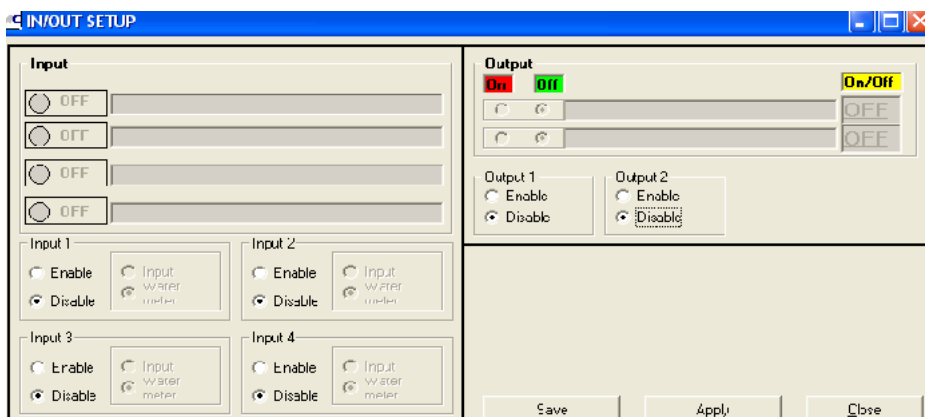 IN/OUT SETUP
Input
OFF
OFF
OFF
OFF
Output
On Off On/Off
OFF
OFF
Output 1
Enable
Disable
Output 2
Enable
Disable
Input 1
Enable
Disable
Input
Water
meter
Input 2
Enable
Disable
Input
Water
meter
Input 3
Enable
Disable
Input
Water
meter
Input 4
Enable
Disable
Input
Water
meter
Save Apply Close